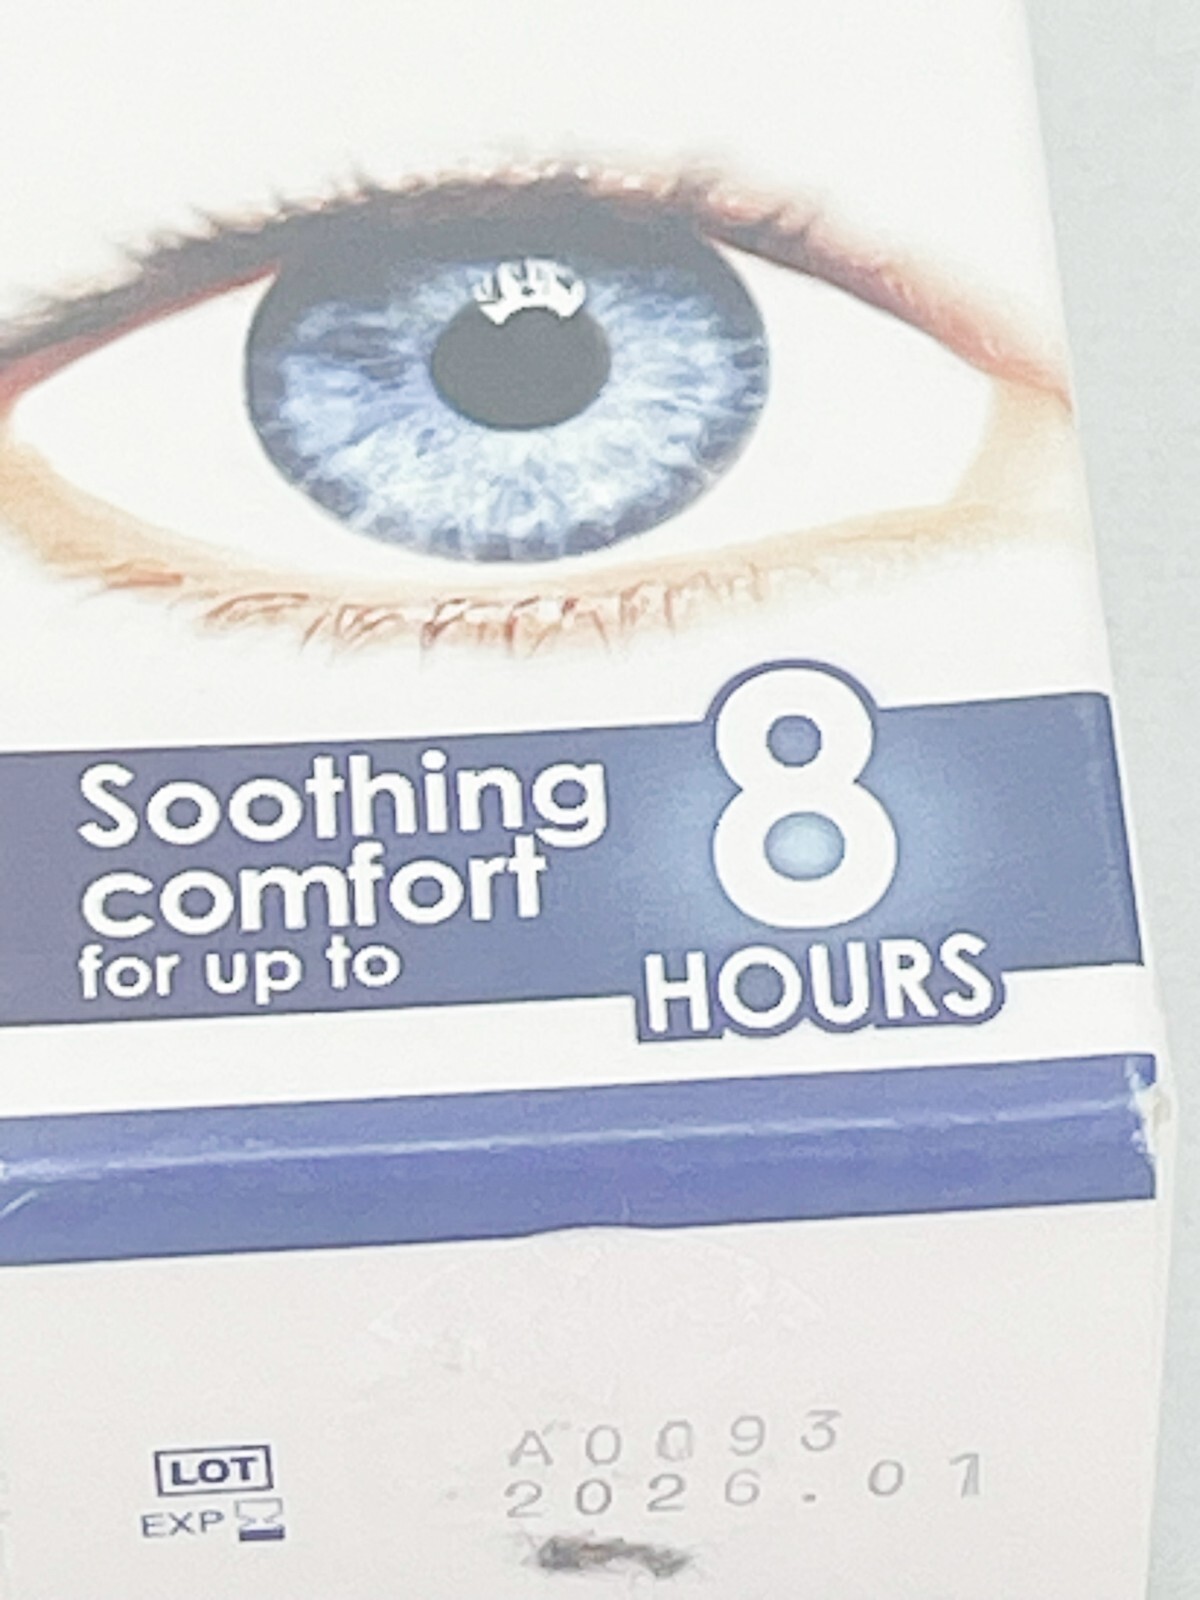 Soothing
comfort
for up to
8
HOURS
LOT
A0093
EXP
2026.01